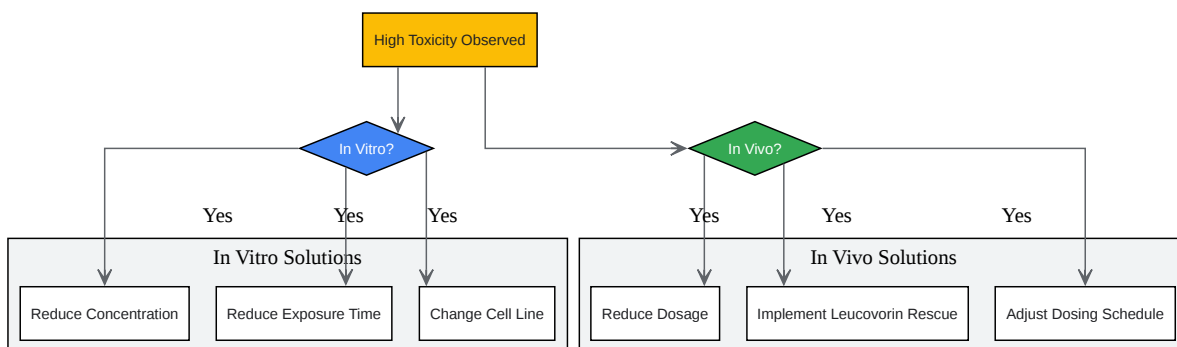 High Toxicity Observed
In Vitro?
In Vivo?
Yes
Yes
Yes
Yes
Yes
Yes
In Vitro Solutions
In Vivo Solutions
Reduce Concentration
Reduce Exposure Time
Change Cell Line
Reduce Dosage
Implement Leucovorin Rescue
Adjust Dosing Schedule